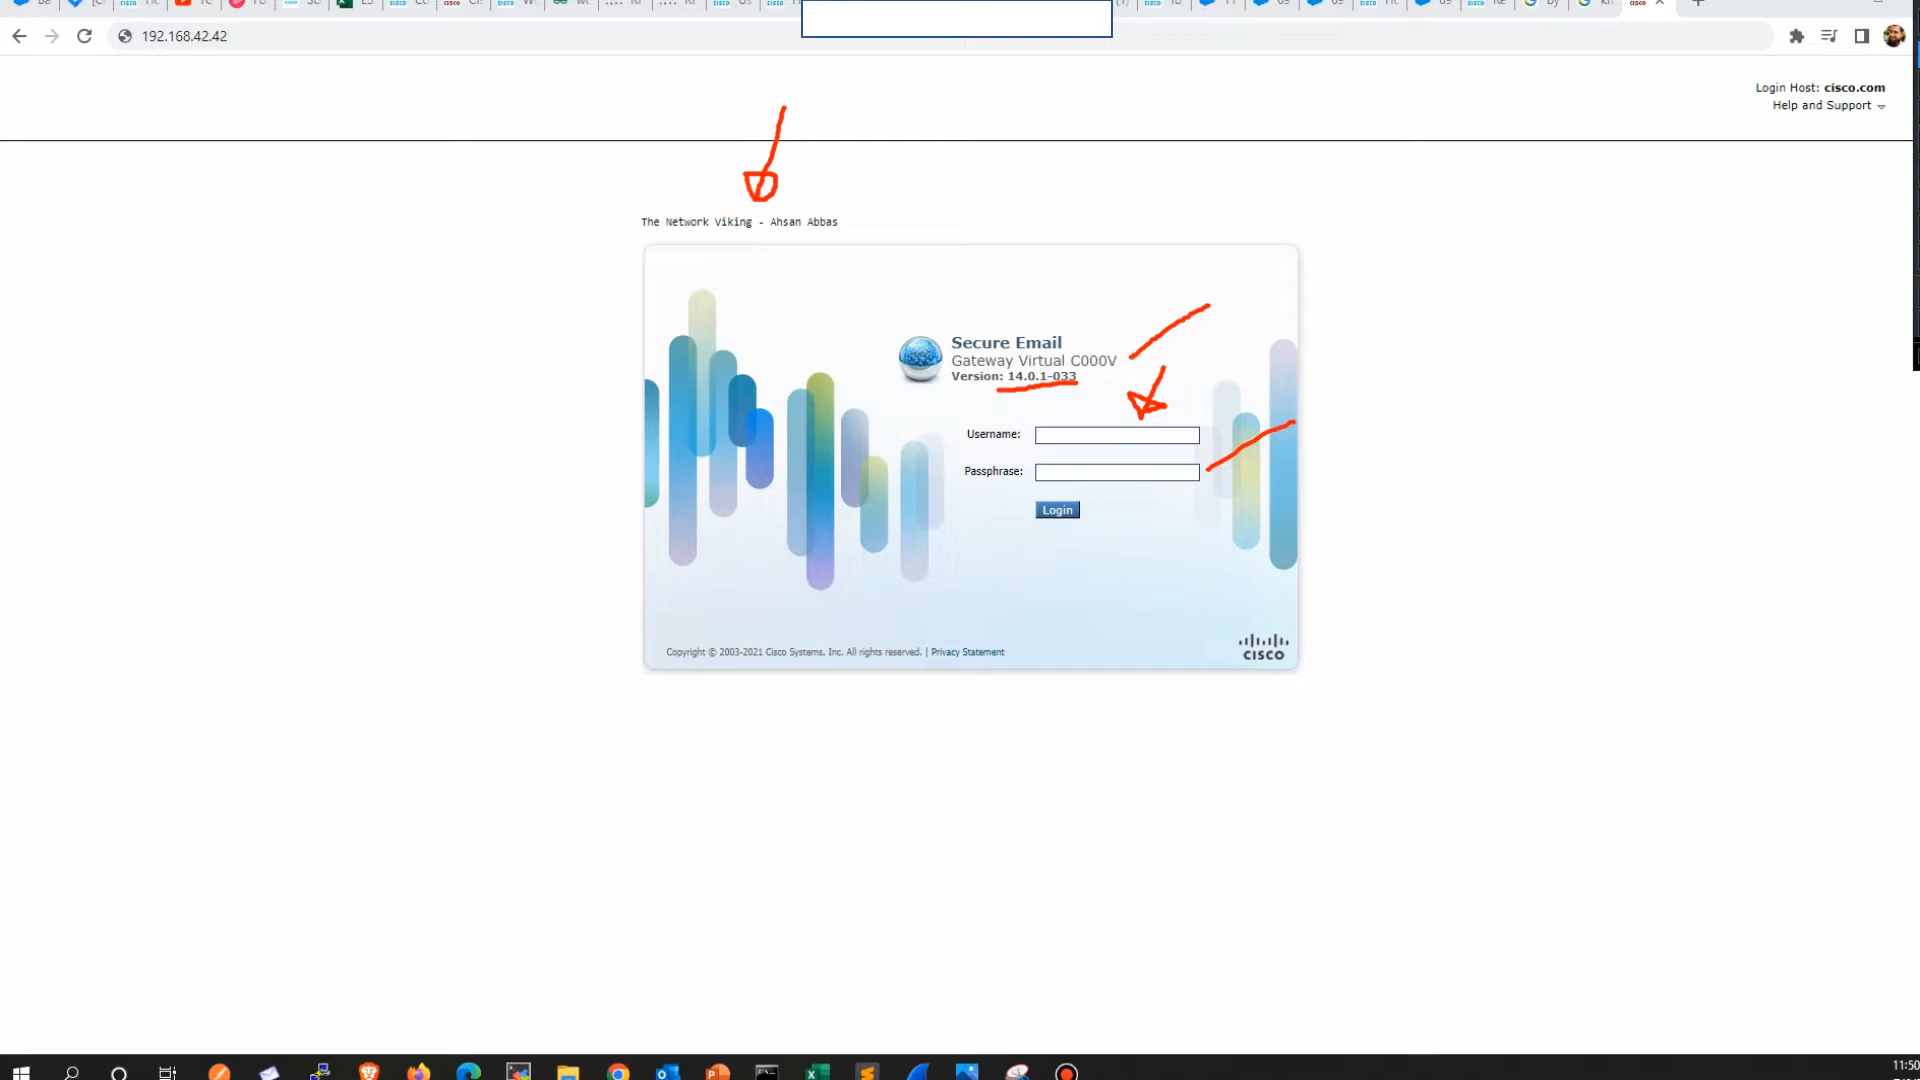 192.168.42.42
Login Host: cisco.com
Help and Support
The Network Viking - Ahsan Abbas
Secure Email
Gateway Virtual C000V
Version: 14.0.1-033
Username:
Passphrase:
Login
Copyright © 2003-2021 Cisco Systems, Inc. All rights reserved. | Privacy Statement
CISCO
11:50